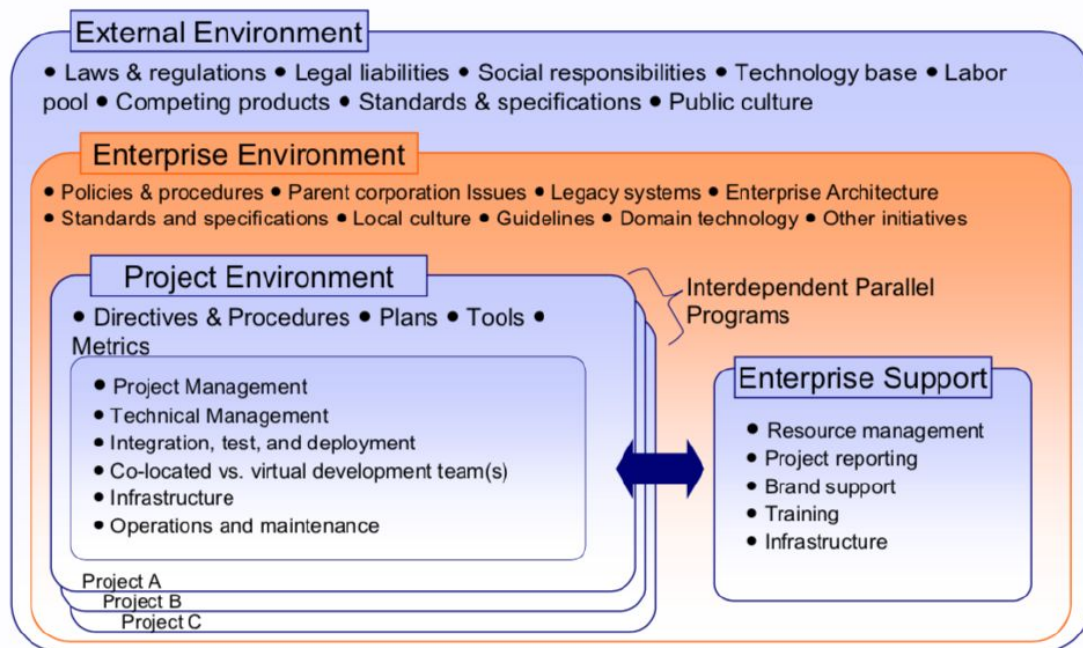 External Environment
• Laws & regulations • Legal liabilities • Social responsibilities • Technology base • Labor
pool • Competing products • Standards & specifications • Public culture
Enterprise Environment
• Policies & procedures • Parent corporation Issues • Legacy systems • Enterprise Architecture
• Standards and specifications • Local culture • Guidelines • Domain technology • Other initiatives
Project Environment
• Directives & Procedures • Plans • Tools •
Metrics
• Project Management
• Technical Management
• Integration, test, and deployment
• Co-located vs. virtual development team(s)
• Infrastructure
• Operations and maintenance
Project A
Project B
Project C
Interdependent Parallel
Programs
Enterprise Support
• Resource management
• Project reporting
• Brand support
• Training
• Infrastructure